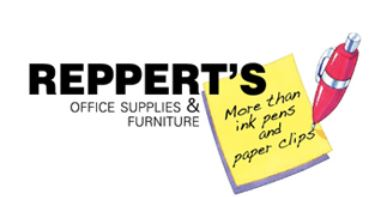 REPPERT'S
OFFICE SUPPLIES &
FURNITURE
More than
ink pens
and
paper clips